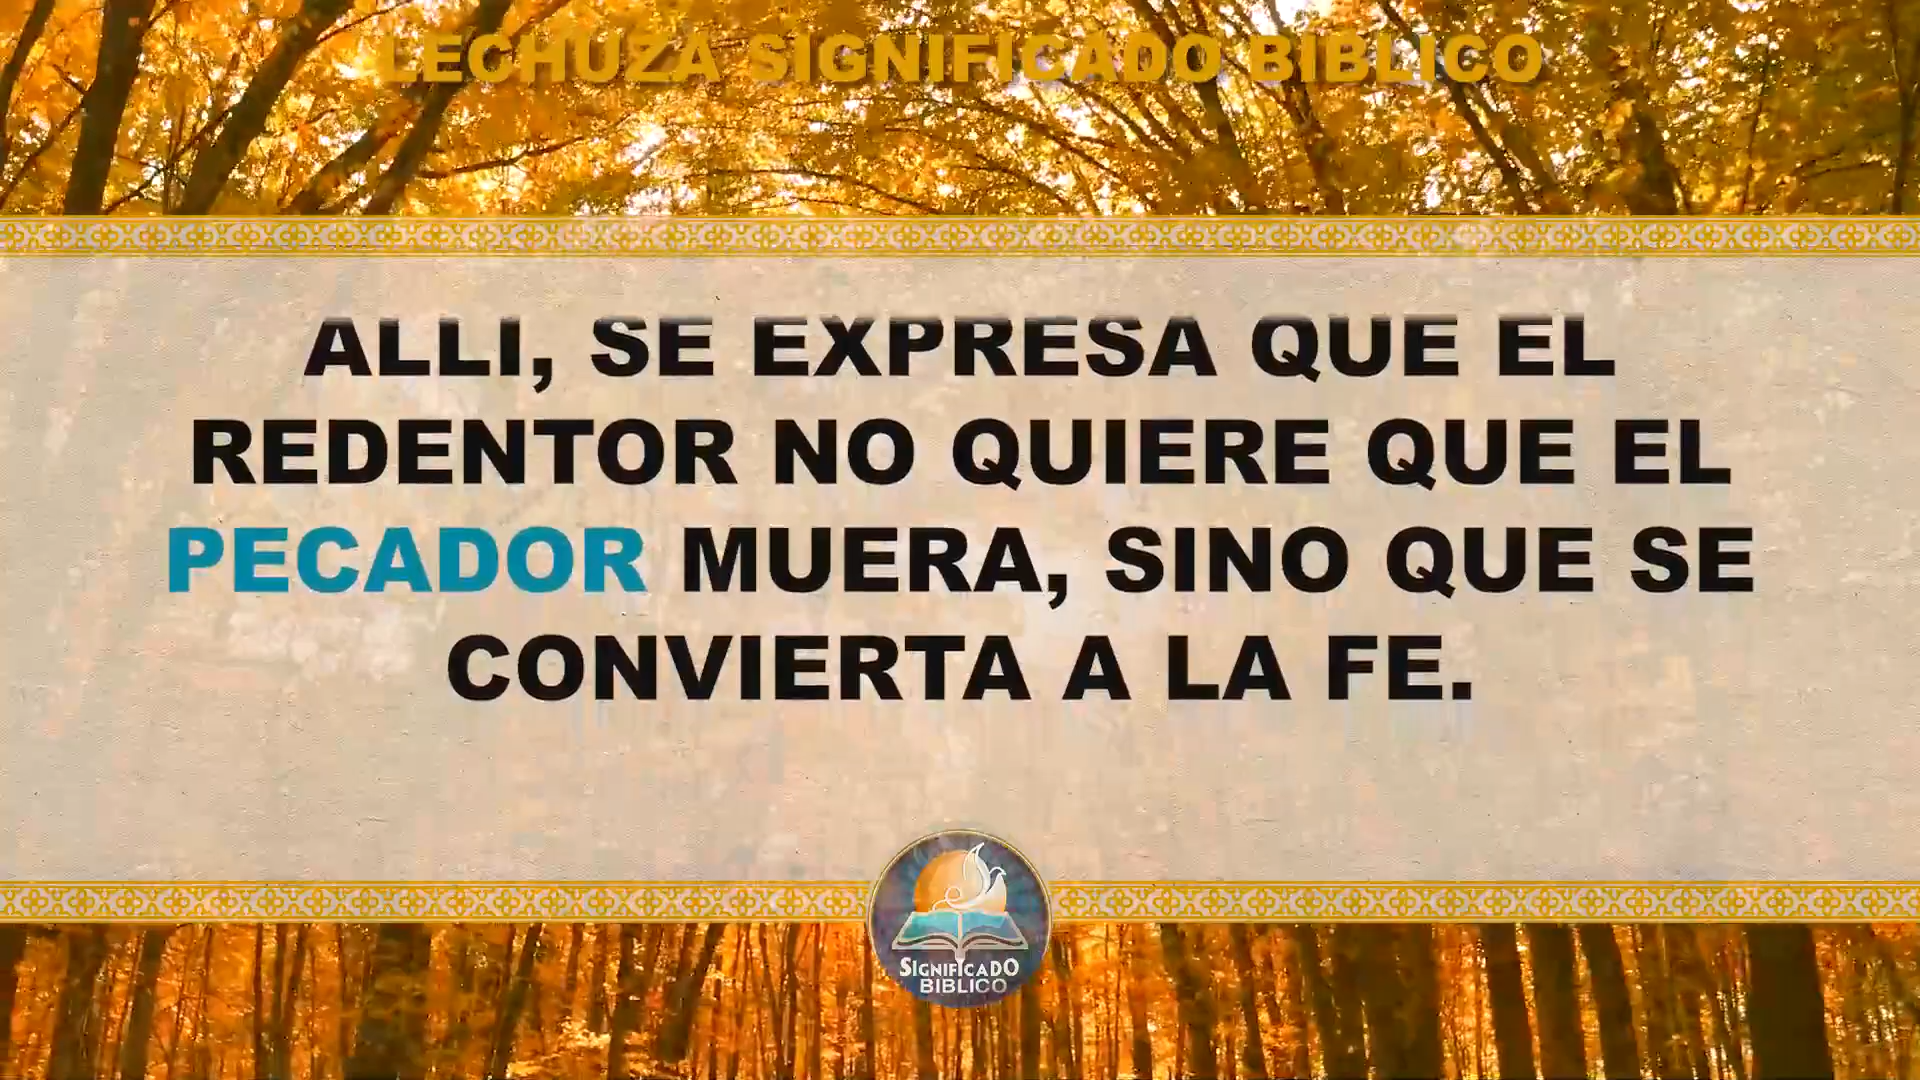 LECHUZA SIGNIFICADO BIBLICO
ALLI, SE EXPRESA QUE EL
REDENTOR NO QUIERE QUE EL
PECADOR MUERA, SINO QUE SE
CONVIERTA A LA FE.
SIGNIFICADO
BIBLICO